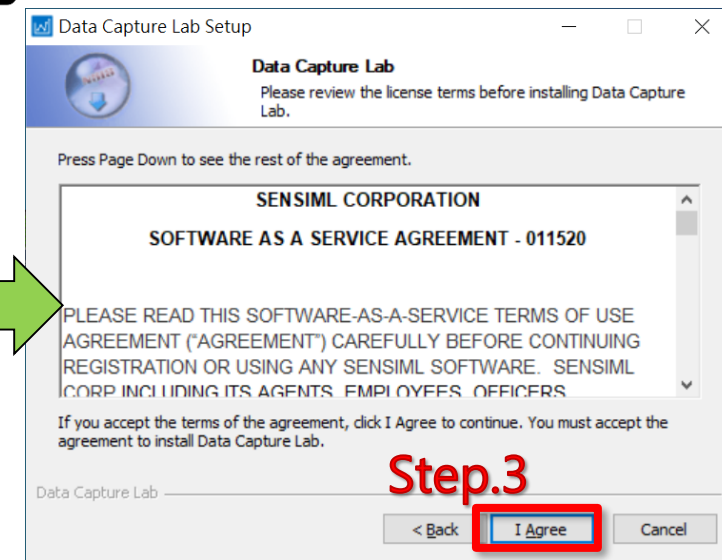 Data Capture Lab Setup
Data Capture Lab
Please review the license terms before installing Data Capture
Lab.
Press Page Down to see the rest of the agreement.
SENSIML CORPORATION
SOFTWARE AS A SERVICE AGREEMENT - 011520
PLEASE READ THIS SOFTWARE-AS-A-SERVICE TERMS OF USE
AGREEMENT (“AGREEMENT”) CAREFULLY BEFORE CONTINUING
REGISTRATION OR USING ANY SENSIML SOFTWARE. SENSIML
CORP INCLUDING ITS AGENTS, EMPLOYEES, OFFICERS,
If you accept the terms of the agreement, click I Agree to continue. You must accept the
agreement to install Data Capture Lab.
Step.3
Data Capture Lab
< Back I Agree Cancel